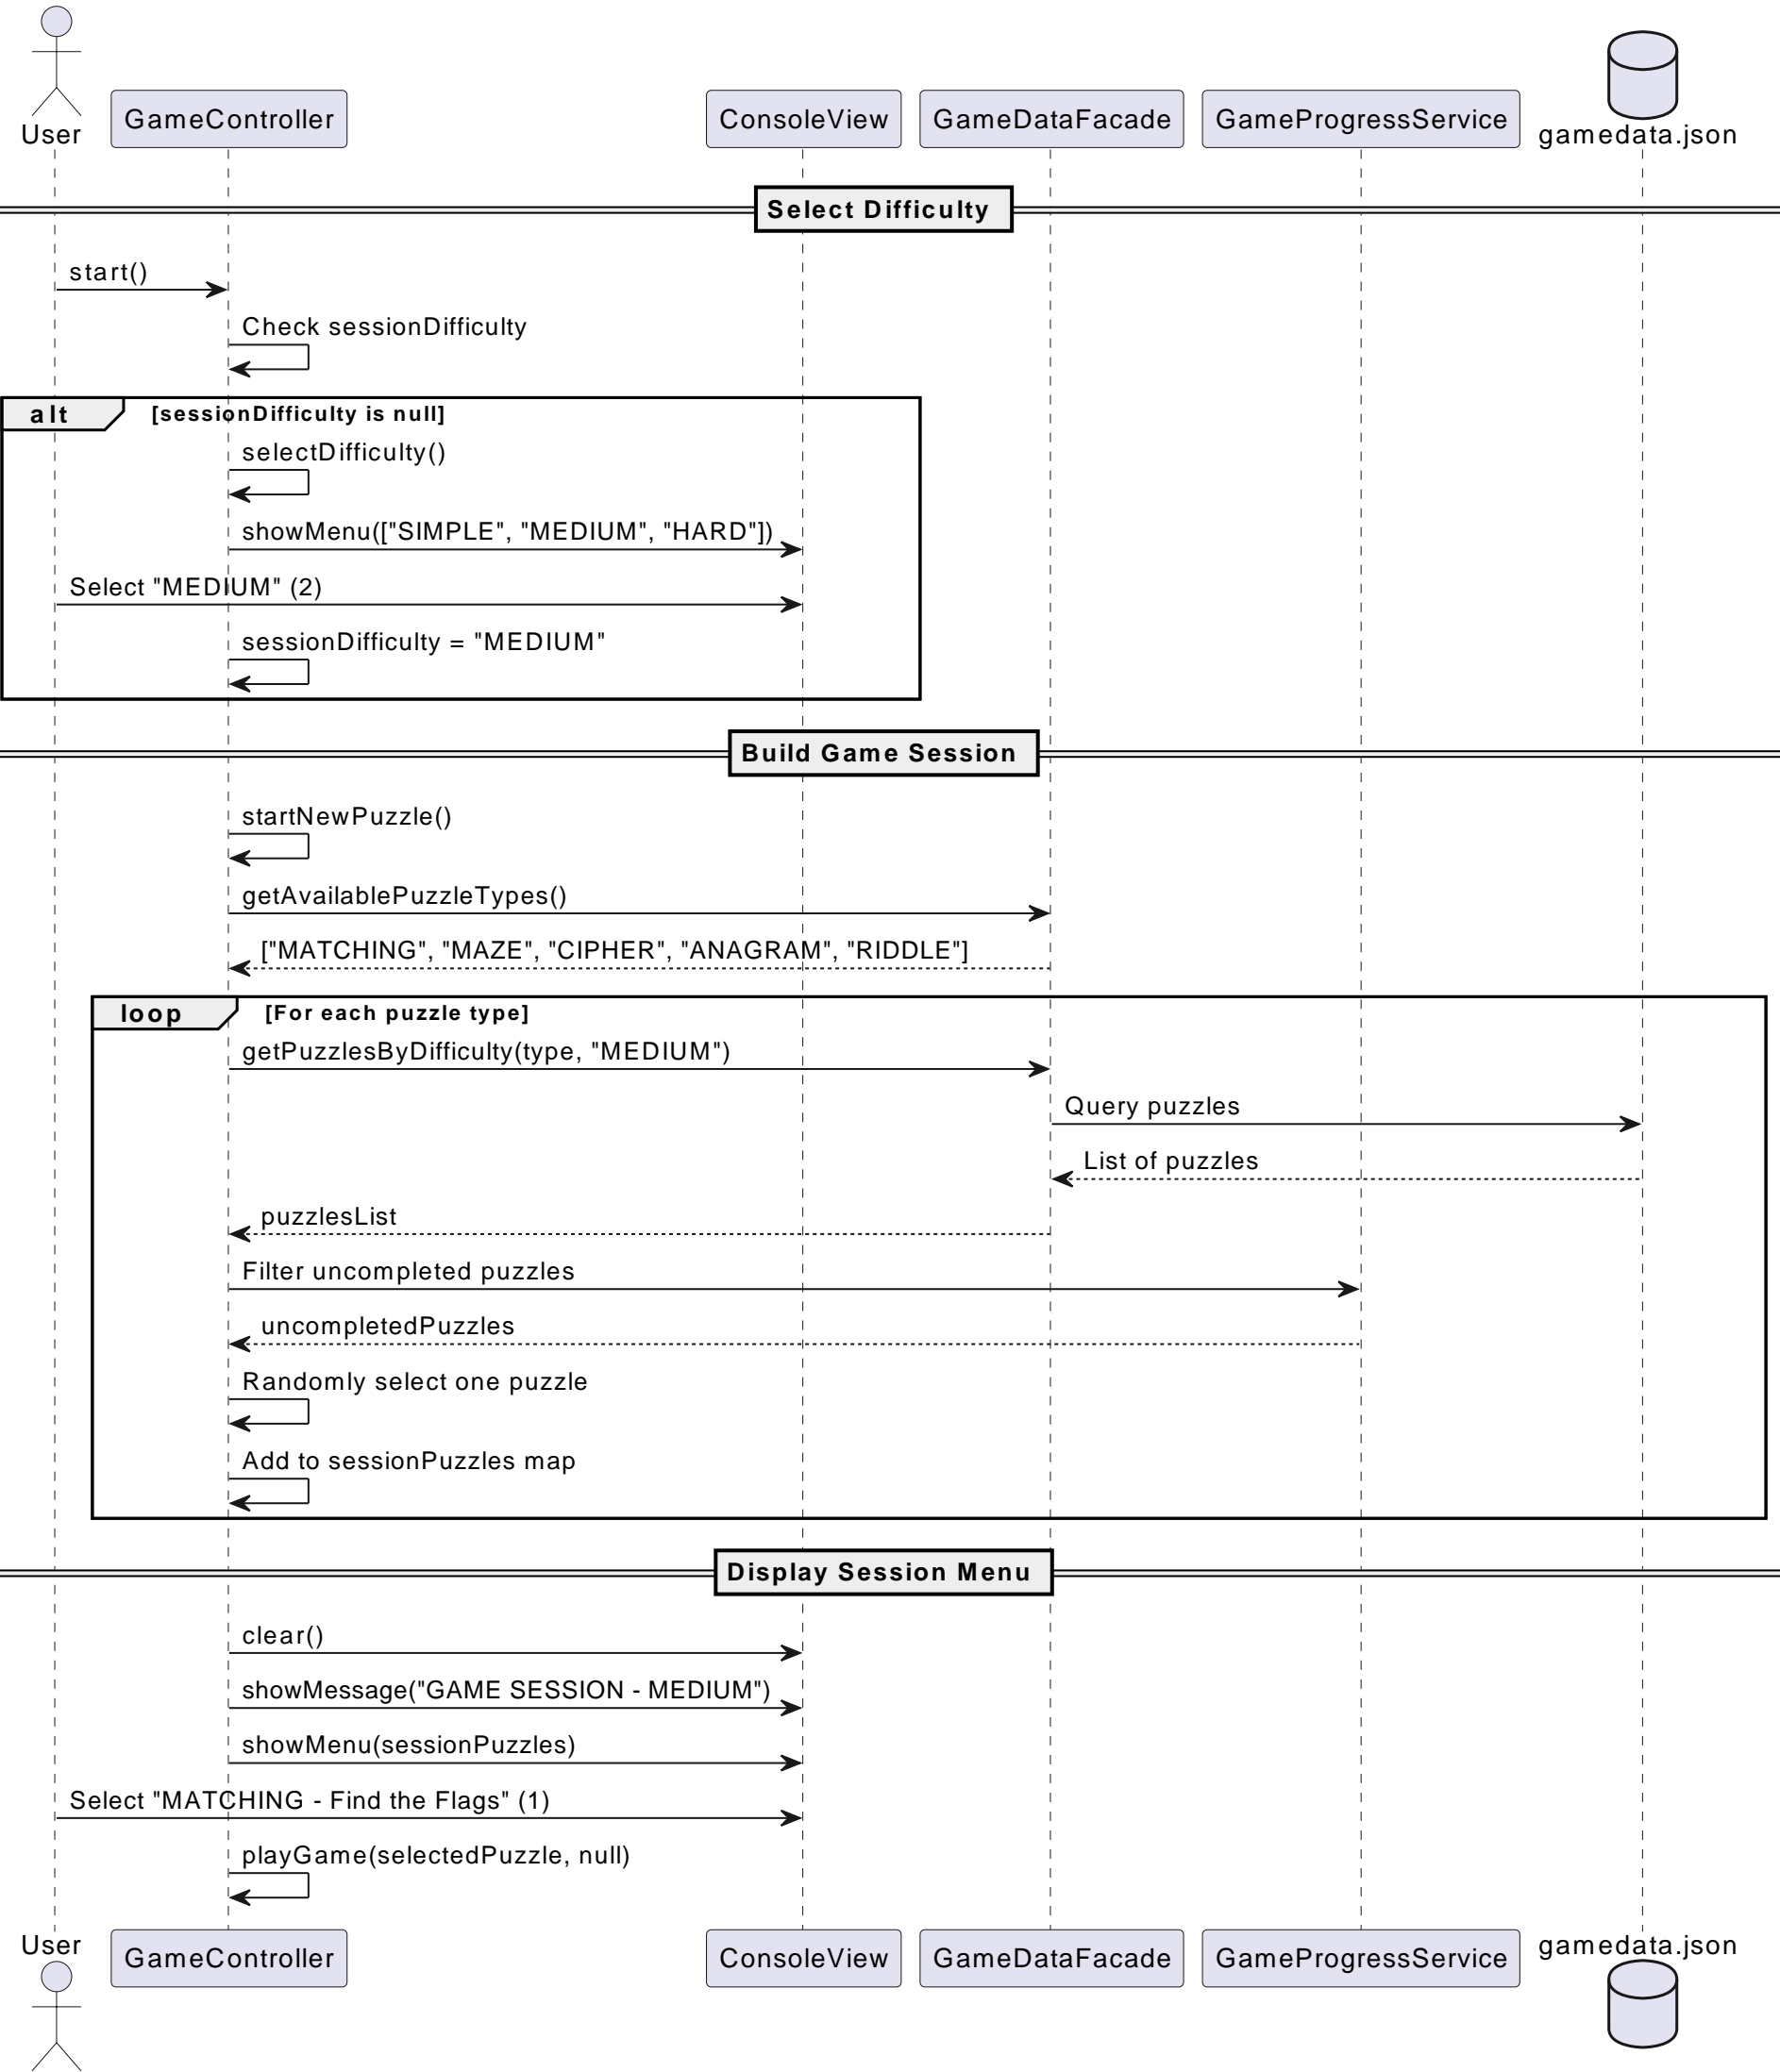 User
GameController
ConsoleView
GameDataFacade
GameProgressService
gamedata.json
Select Difficulty
start()
Check sessionDifficulty
alt
[sessionDifficulty is null]
selectDifficulty()
showMenu(["SIMPLE", "MEDIUM", "HARD"])
Select "MEDIUM" (2)
sessionDifficulty = "MEDIUM"
Build Game Session
startNewPuzzle()
getAvailablePuzzleTypes()
["MATCHING", "MAZE", "CIPHER", "ANAGRAM", "RIDDLE"]
loop
[For each puzzle type]
getPuzzlesByDifficulty(type, "MEDIUM")
Query puzzles
List of puzzles
puzzlesList
Filter uncompleted puzzles
uncompletedPuzzles
Randomly select one puzzle
Add to sessionPuzzles map
Display Session Menu
clear()
showMessage("GAME SESSION - MEDIUM")
showMenu(sessionPuzzles)
Select "MATCHING - Find the Flags" (1)
playGame(selectedPuzzle, null)
User
GameController
ConsoleView
GameDataFacade
GameProgressService
gamedata.json